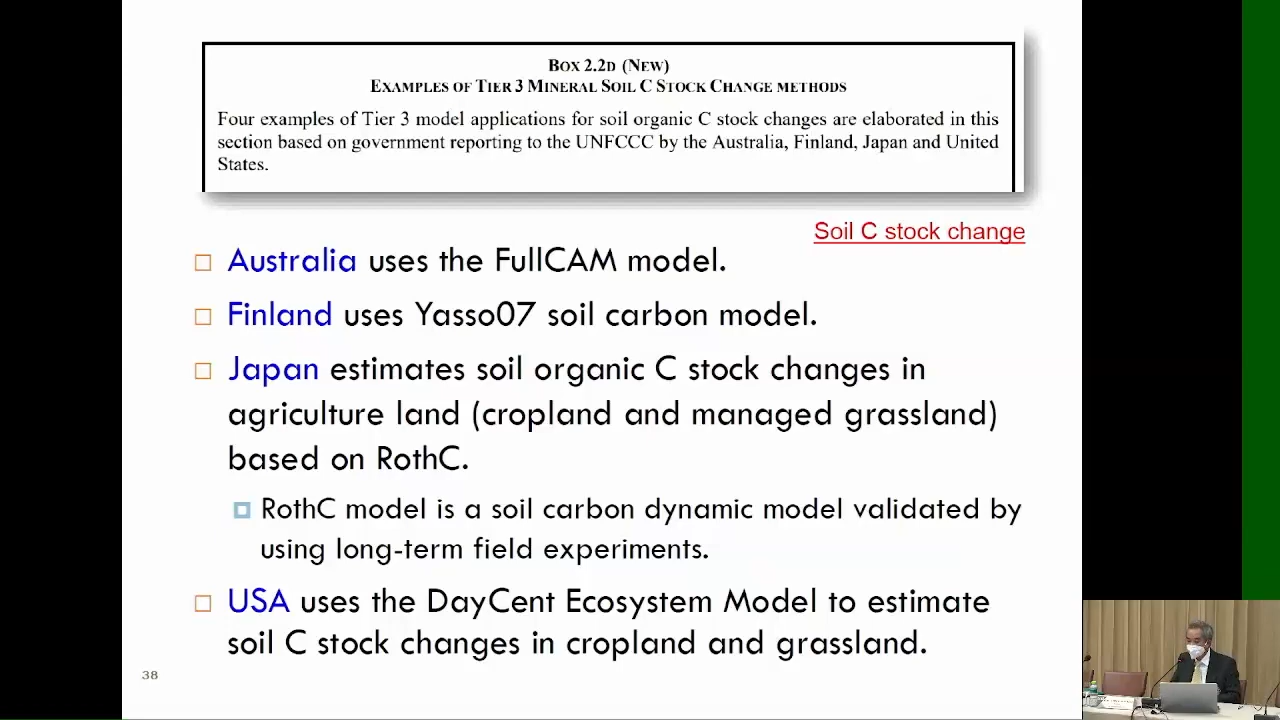 BOX 2.2D (NEW)
EXAMPLES OF TIER 3 MINERAL SOIL C STOCK CHANGE METHODS
Four examples of Tier 3 model applications for soil organic C stock changes are elaborated in this
section based on government reporting to the UNFCCC by the Australia, Finland, Japan and United
States.
Soil C stock change
Australia uses the FullCAM model.
Finland uses Yasso07 soil carbon model.
Japan estimates soil organic C stock changes in
agriculture land (cropland and managed grassland)
based on RothC.
RothC model is a soil carbon dynamic model validated by
using long-term field experiments.
USA uses the DayCent Ecosystem Model to estimate
soil C stock changes in cropland and grassland.
38